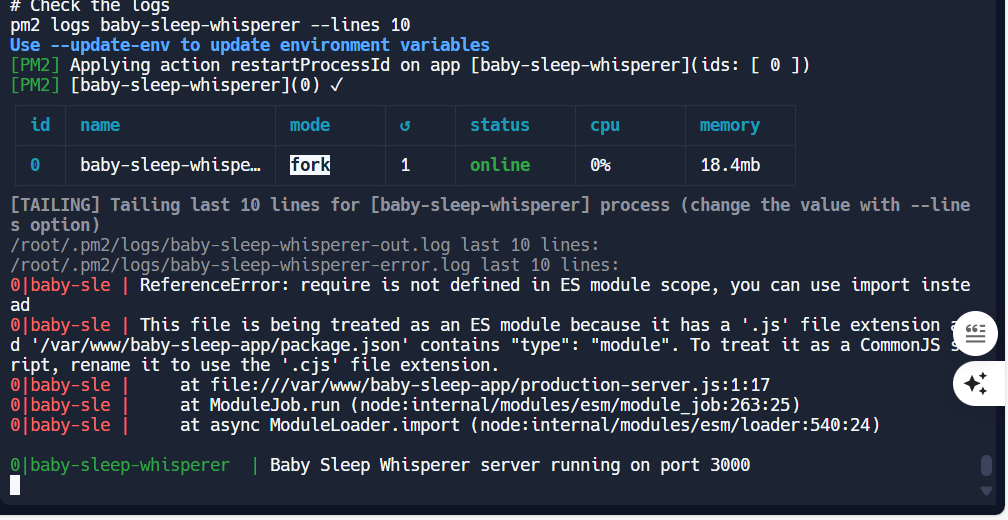 # Check the logs
pm2 logs baby-sleep-whisperer --lines 10
Use --update-env to update environment variables
[PM2] Applying action restartProcessId on app [baby-sleep-whisperer](ids: [ 0 ])
[PM2] [baby-sleep-whisperer](0) ✓
id name mode ↺ status cpu memory
0 baby-sleep-whispe… fork 1 online 0% 18.4mb
[TAILING] Tailing last 10 lines for [baby-sleep-whisperer] process (change the value with --line
s option)
/root/.pm2/logs/baby-sleep-whisperer-out.log last 10 lines:
/root/.pm2/logs/baby-sleep-whisperer-error.log last 10 lines:
0|baby-sle | ReferenceError: require is not defined in ES module scope, you can use import inste
ad
0|baby-sle | This file is being treated as an ES module because it has a '.js' file extension a
d '/var/www/baby-sleep-app/package.json' contains "type": "module". To treat it as a CommonJS s
ript, rename it to use the '.cjs' file extension.
0|baby-sle |     at file:///var/www/baby-sleep-app/production-server.js:1:17
0|baby-sle |     at ModuleJob.run (node:internal/modules/esm/module_job:263:25)
0|baby-sle |     at async ModuleLoader.import (node:internal/modules/esm/loader:540:24)
0|baby-sleep-whisperer  | Baby Sleep Whisperer server running on port 3000